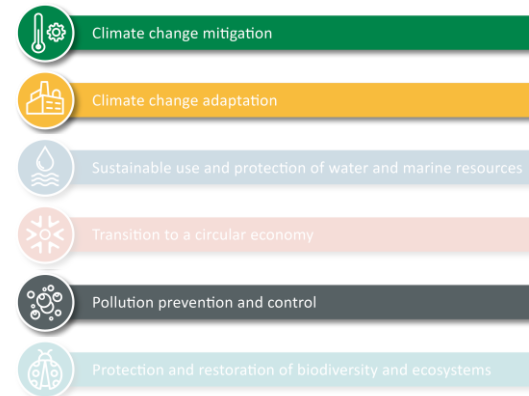 Climate change mitigation
Climate change adaptation
Sustainable use and protection of water and marine resources
Transition to a circular economy
Pollution prevention and control
Protection and restoration of biodiversity and ecosystems